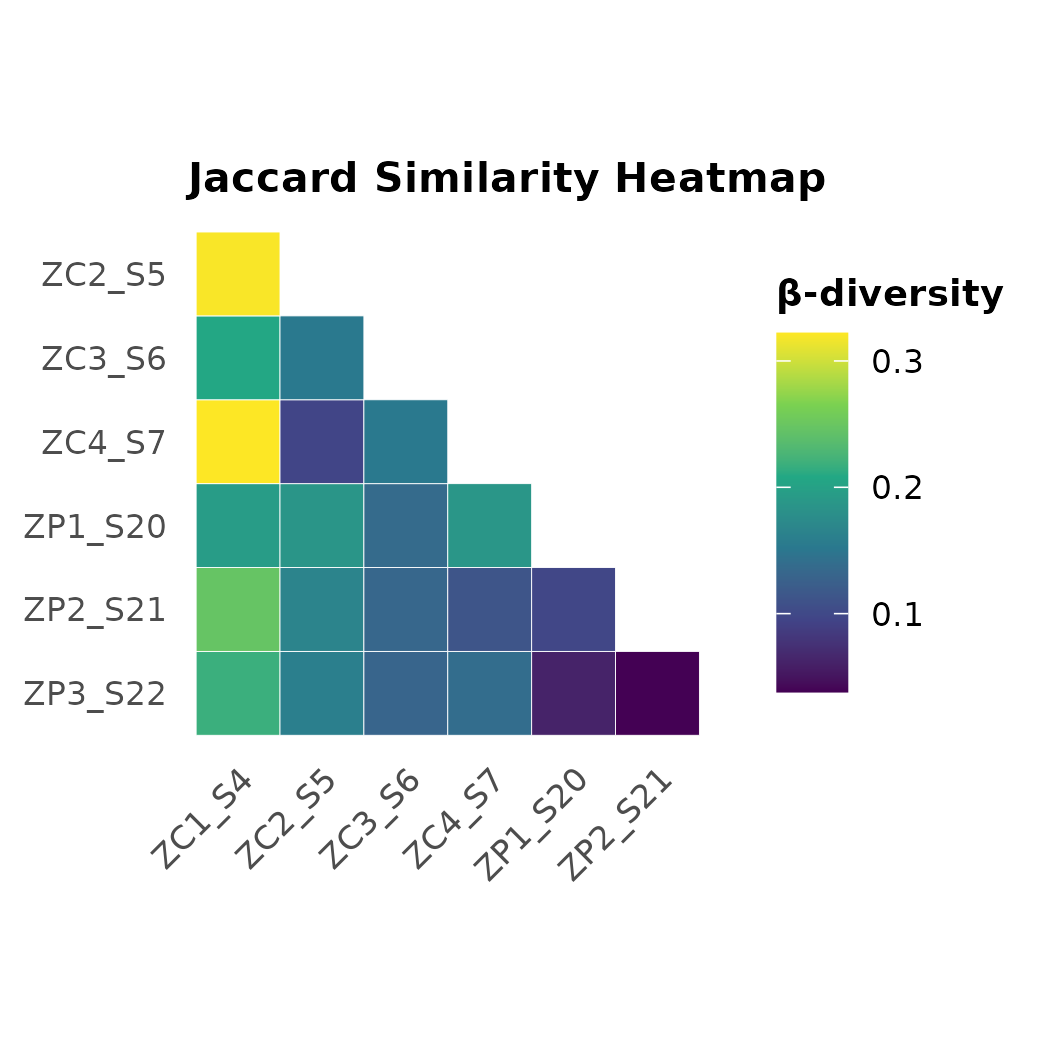 Jaccard Similarity Heatmap
ZC2_S5
ZC3_S6
ZC4_S7
ZP1_S20
ZP2_S21
ZP3_S22
ZC1_S4
ZC2_S5
ZC3_S6
ZC4_S7
ZP1_S20
ZP2_S21
β-diversity
0.3
0.2
0.1